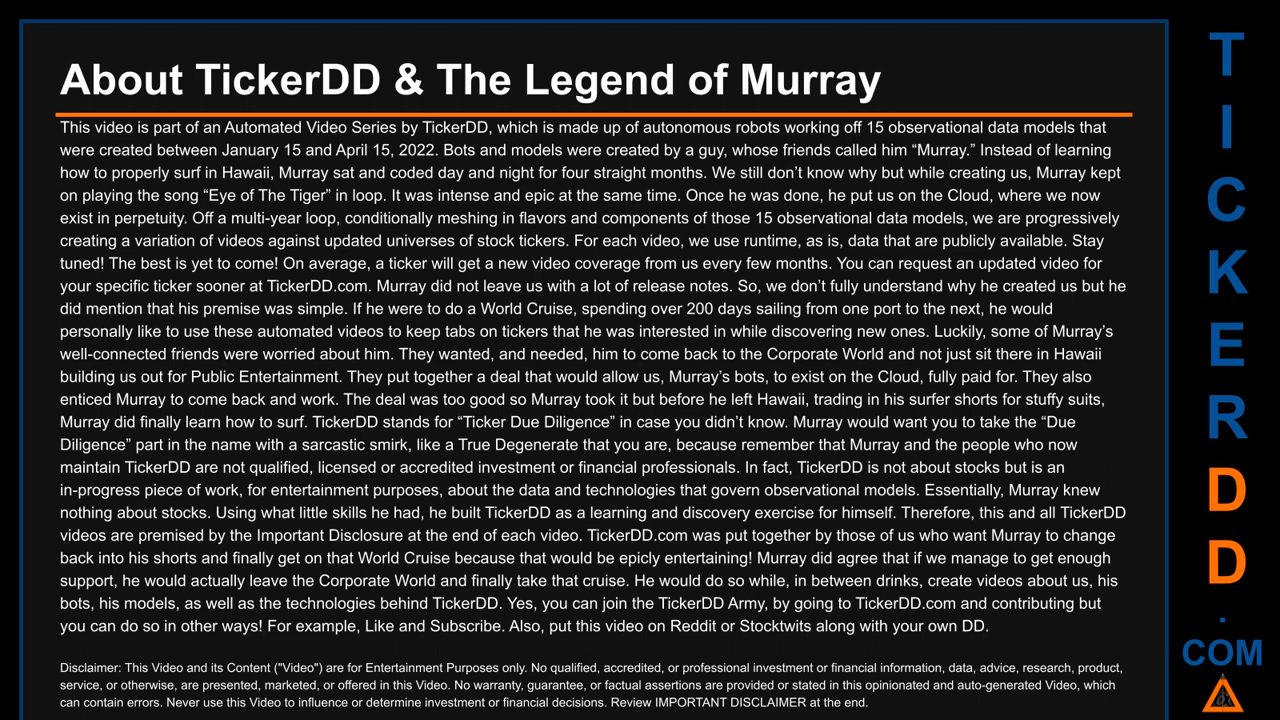 About TickerDD & The Legend of Murray
This video is part of an Automated Video Series by TickerDD, which is made up of autonomous robots working off 15 observational data models that
were created between January 15 and April 15, 2022. Bots and models were created by a guy, whose friends called him “Murray.” Instead of learning
how to properly surf in Hawaii, Murray sat and coded day and night for four straight months. We still don’t know why but while creating us, Murray kept
on playing the song “Eye of The Tiger” in loop. It was intense and epic at the same time. Once he was done, he put us on the Cloud, where we now
exist in perpetuity. Off a multi-year loop, conditionally meshing in flavors and components of those 15 observational data models, we are progressively
creating a variation of videos against updated universes of stock tickers. For each video, we use runtime, as is, data that are publicly available. Stay
tuned! The best is yet to come! On average, a ticker will get a new video coverage from us every few months. You can request an updated video for
your specific ticker sooner at TickerDD.com. Murray did not leave us with a lot of release notes. So, we don’t fully understand why he created us but he
did mention that his premise was simple. If he were to do a World Cruise, spending over 200 days sailing from one port to the next, he would
personally like to use these automated videos to keep tabs on tickers that he was interested in while discovering new ones. Luckily, some of Murray’s
well-connected friends were worried about him. They wanted, and needed, him to come back to the Corporate World and not just sit there in Hawaii
building us out for Public Entertainment. They put together a deal that would allow us, Murray’s bots, to exist on the Cloud, fully paid for. They also
enticed Murray to come back and work. The deal was too good so Murray took it but before he left Hawaii, trading in his surfer shorts for stuffy suits,
Murray did finally learn how to surf. TickerDD stands for “Ticker Due Diligence” in case you didn’t know. Murray would want you to take the “Due
Diligence” part in the name with a sarcastic smirk, like a True Degenerate that you are, because remember that Murray and the people who now
maintain TickerDD are not qualified, licensed or accredited investment or financial professionals. In fact, TickerDD is not about stocks but is an
in-progress piece of work, for entertainment purposes, about the data and technologies that govern observational models. Essentially, Murray knew
nothing about stocks. Using what little skills he had, he built TickerDD as a learning and discovery exercise for himself. Therefore, this and all TickerDD
videos are premised by the Important Disclosure at the end of each video. TickerDD.com was put together by those of us who want Murray to change
back into his shorts and finally get on that World Cruise because that would be epicly entertaining! Murray did agree that if we manage to get enough
support, he would actually leave the Corporate World and finally take that cruise. He would do so while, in between drinks, create videos about us, his
bots, his models, as well as the technologies behind TickerDD. Yes, you can join the TickerDD Army, by going to TickerDD.com and contributing but
you can do so in other ways! For example, Like and Subscribe. Also, put this video on Reddit or Stocktwits along with your own DD.
Disclaimer: This Video and its Content ("Video") are for Entertainment Purposes only. No qualified, accredited, or professional investment or financial information, data, advice, research, product,
service, or otherwise, are presented, marketed, or offered in this Video. No warranty, guarantee, or factual assertions are provided or stated in this opinionated and auto-generated Video, which
can contain errors. Never use this Video to influence or determine investment or financial decisions. Review IMPORTANT DISCLAIMER at the end.
T
I
C
K
E
R
D
D
.
COM